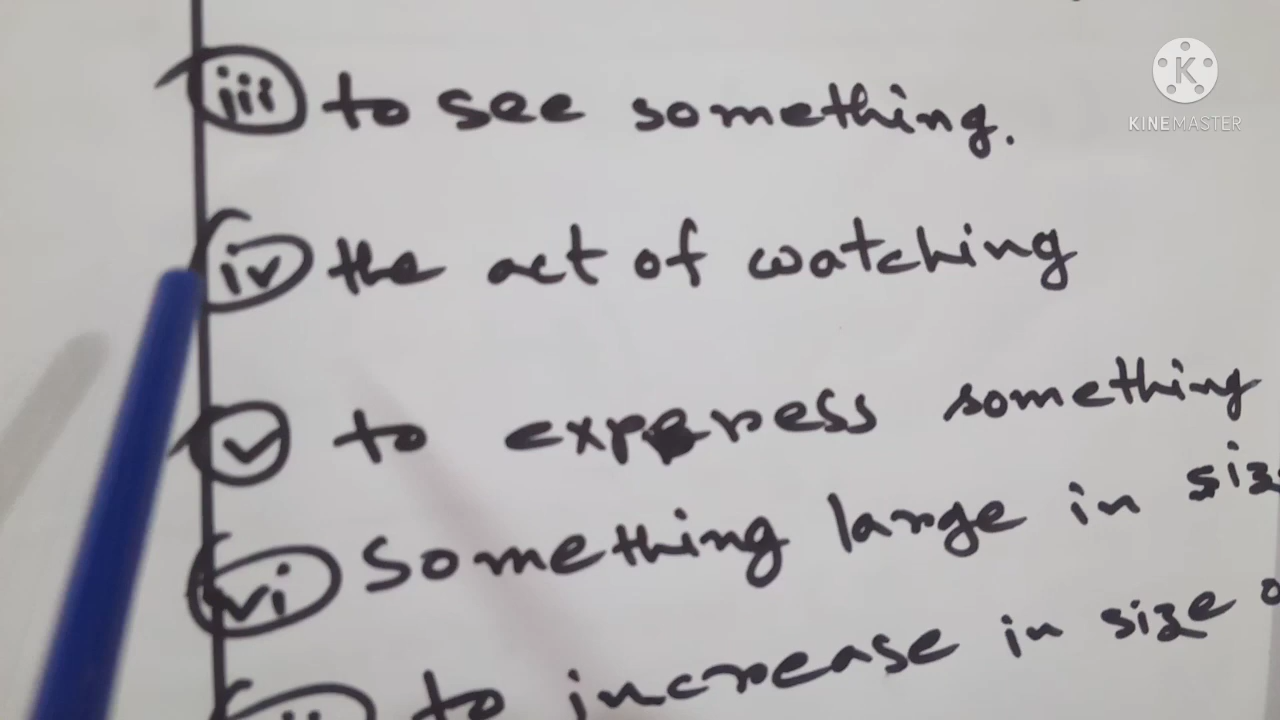 iii to see something.
iv the act of watching
v to express something
vi Something large in
to increase in size
K
KINEMASTER